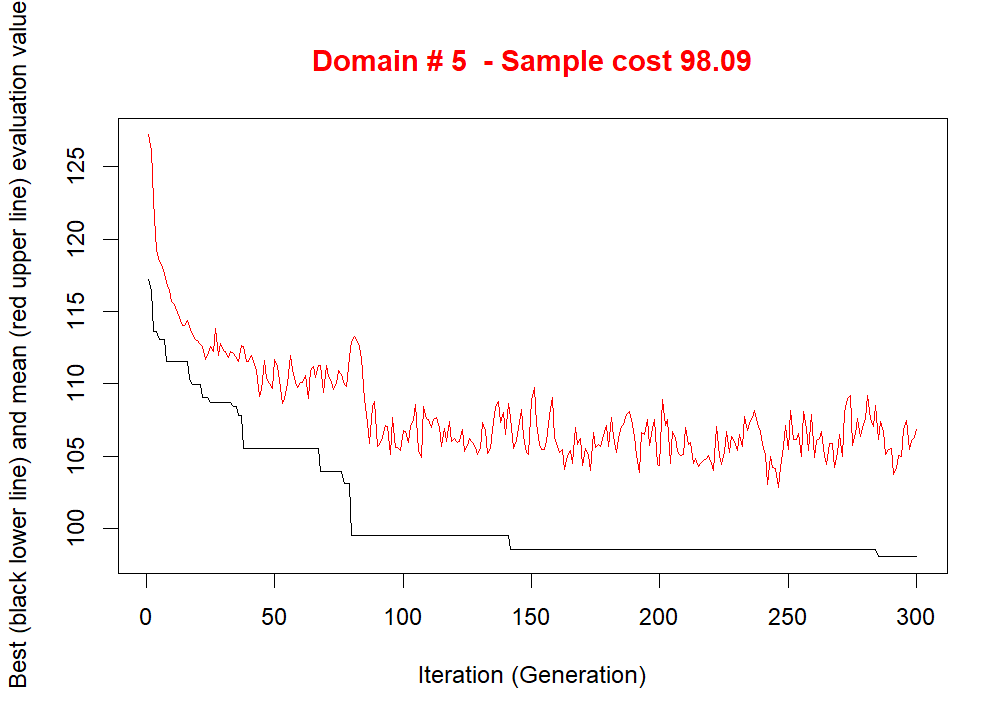 Domain # 5  - Sample cost 98.09
Best (black lower line) and mean (red upper line) evaluation value
125
120
115
110
105
100
0 50 100 150 200 250 300
Iteration (Generation)